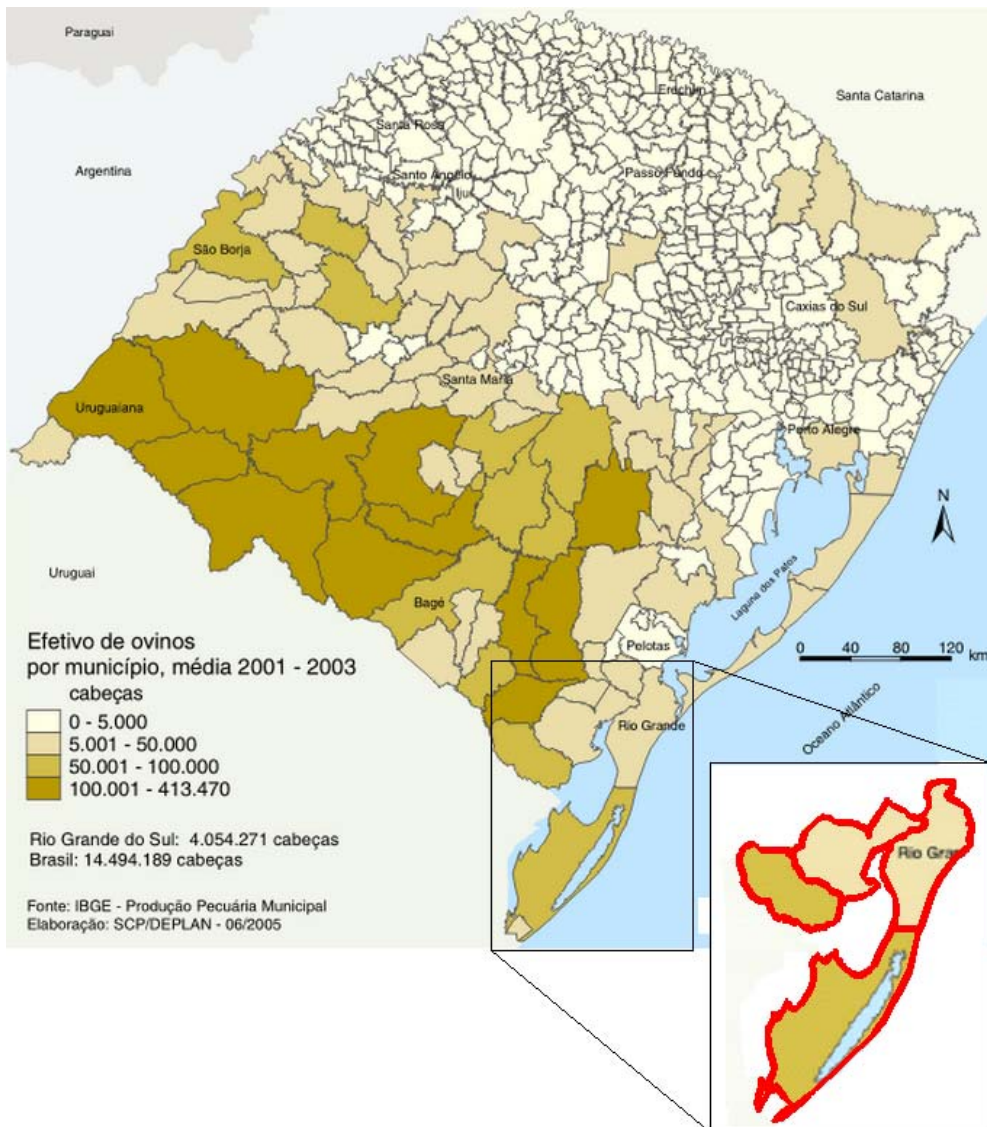 Paraguai
Santa Catarina
Erechim
Santa Rosa
Argentina
Santo Angelo
Ijuí
Passo Fundo
São Borja
Caxias do Sul
Santa Maria
Uruguaiana
Porto Alegre
N
Uruguai
Laguna dos Patos
Bagé
Pelotas
0 40 80 120
km
Rio Grande
Oceano Atlântico
Efetivo de ovinos
por município, média 2001 - 2003
cabeças
0 - 5.000
5.001 - 50.000
50.001 - 100.000
100.001 - 413.470
Rio Grande do Sul: 4.054.271 cabeças
Brasil: 14.494.189 cabeças
Fonte: IBGE - Produção Pecuária Municipal
Elaboração: SCP/DEPLAN - 06/2005
Rio Gran